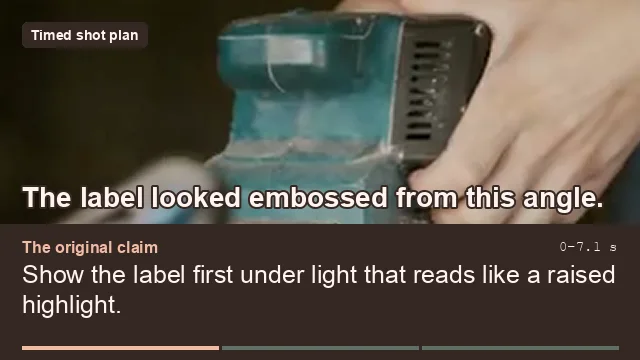 Timed shot plan
The label looked embossed from this angle.
The original claim
0–7.1 s
Show the label first under light that reads like a raised
highlight.